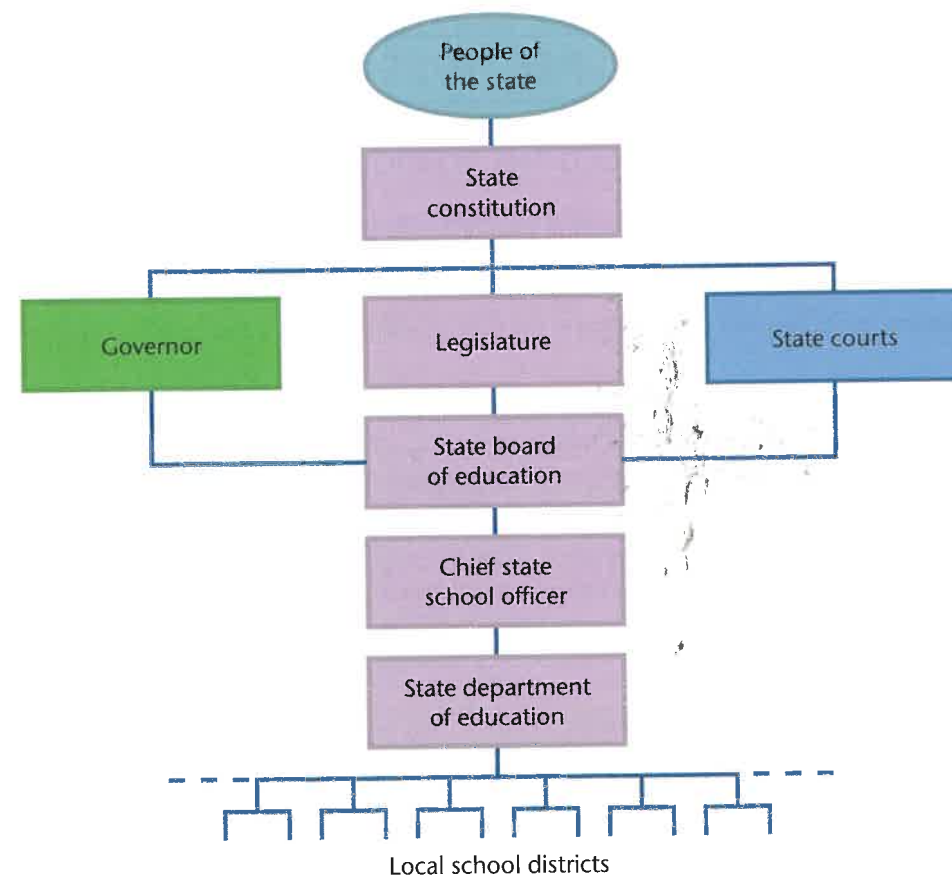 People of
the state
State
constitution
Governor
Legislature
State courts
State board
of education
Chief state
school officer
State department
of education
Local school districts